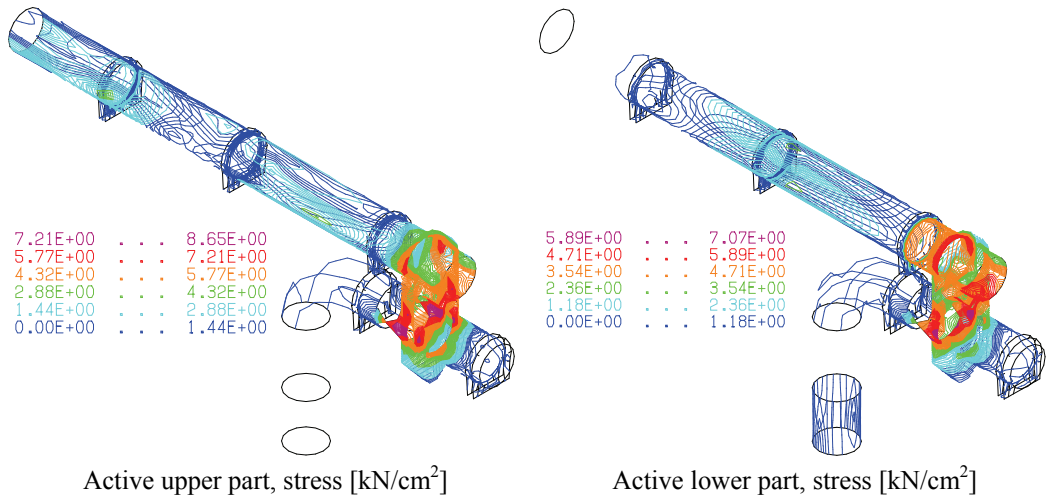 7.21E+00 . . . 8.65E+00
5.77E+00 . . . 7.21E+00
4.32E+00 . . . 5.77E+00
2.88E+00 . . . 4.32E+00
1.44E+00 . . . 2.88E+00
0.00E+00 . . . 1.44E+00
Active upper part, stress [kN/cm²]
5.89E+00 . . . 7.07E+00
4.71E+00 . . . 5.89E+00
3.54E+00 . . . 4.71E+00
2.36E+00 . . . 3.54E+00
1.18E+00 . . . 2.36E+00
0.00E+00 . . . 1.18E+00
Active lower part, stress [kN/cm²]